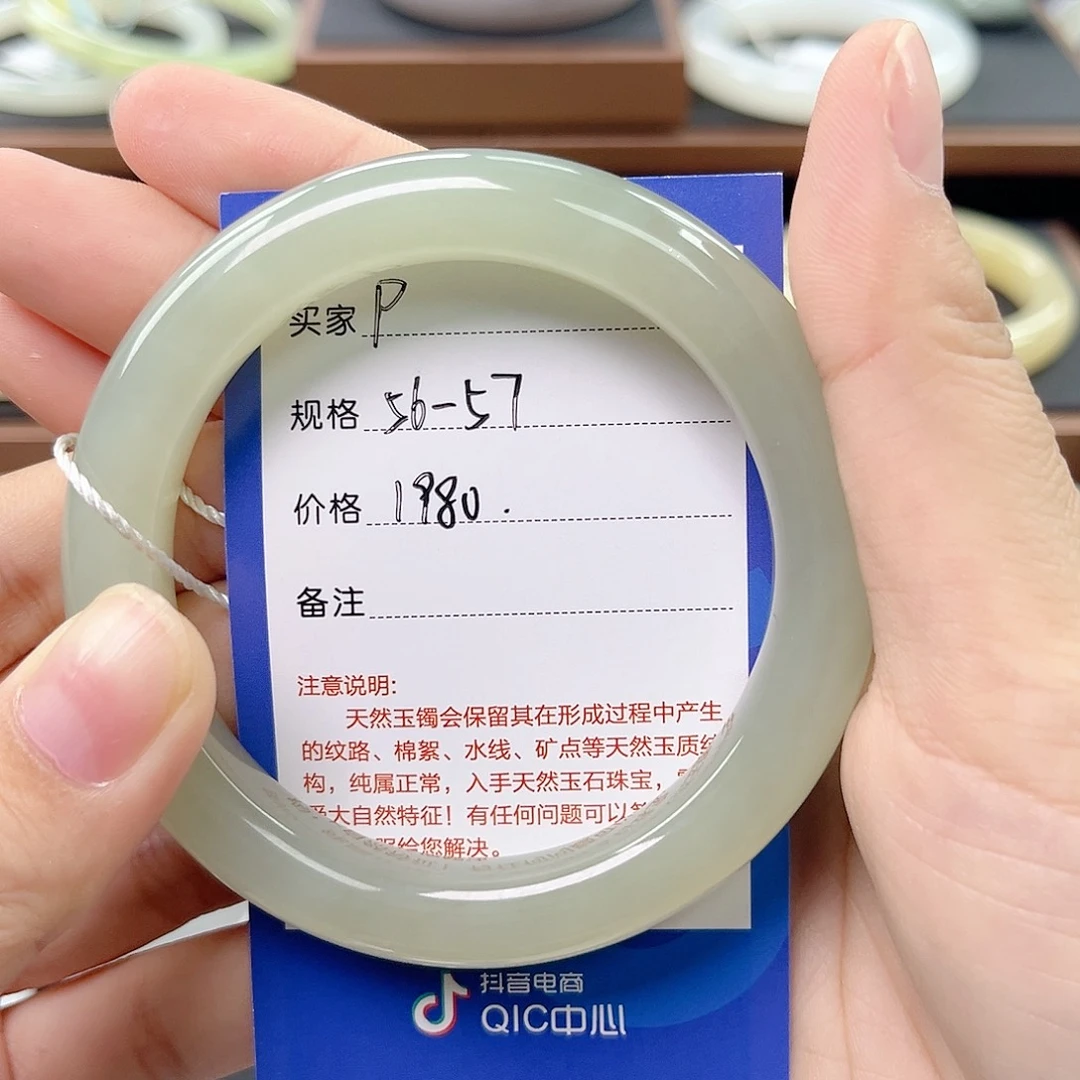 买家 P
规格 56-57
价格 1980.
备注
注意说明:
天然玉镯会保留其在形成过程中产生
的纹路、棉絮、水线、矿点等天然玉质结
构，纯属正常，入手天然玉石珠宝，
受大自然特征！有任何问题可以
服给您解决。
抖音电商
QIC中心